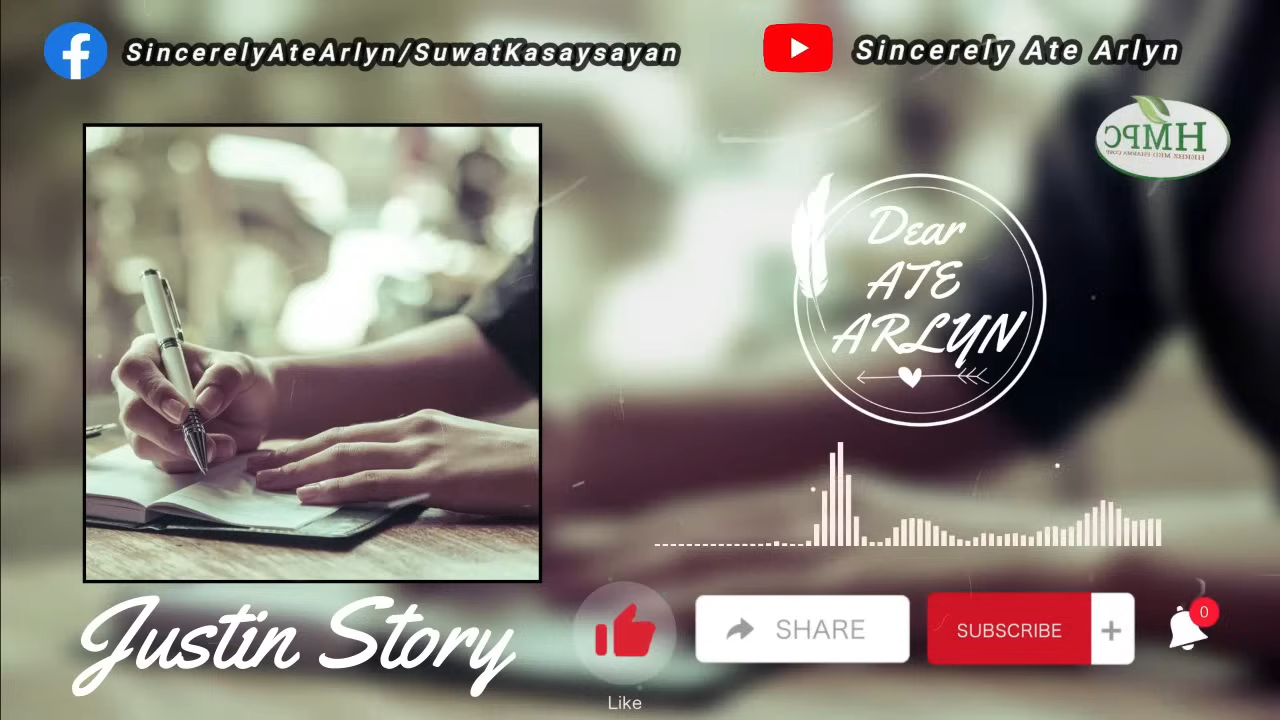 SincerelyAteArlyn/SuwatKasaysayan
Sincerely Ate Arlyn
HMPC
Dear
ATE
ARLYN
Justin Story
SHARE
SUBSCRIBE
+
0
Like